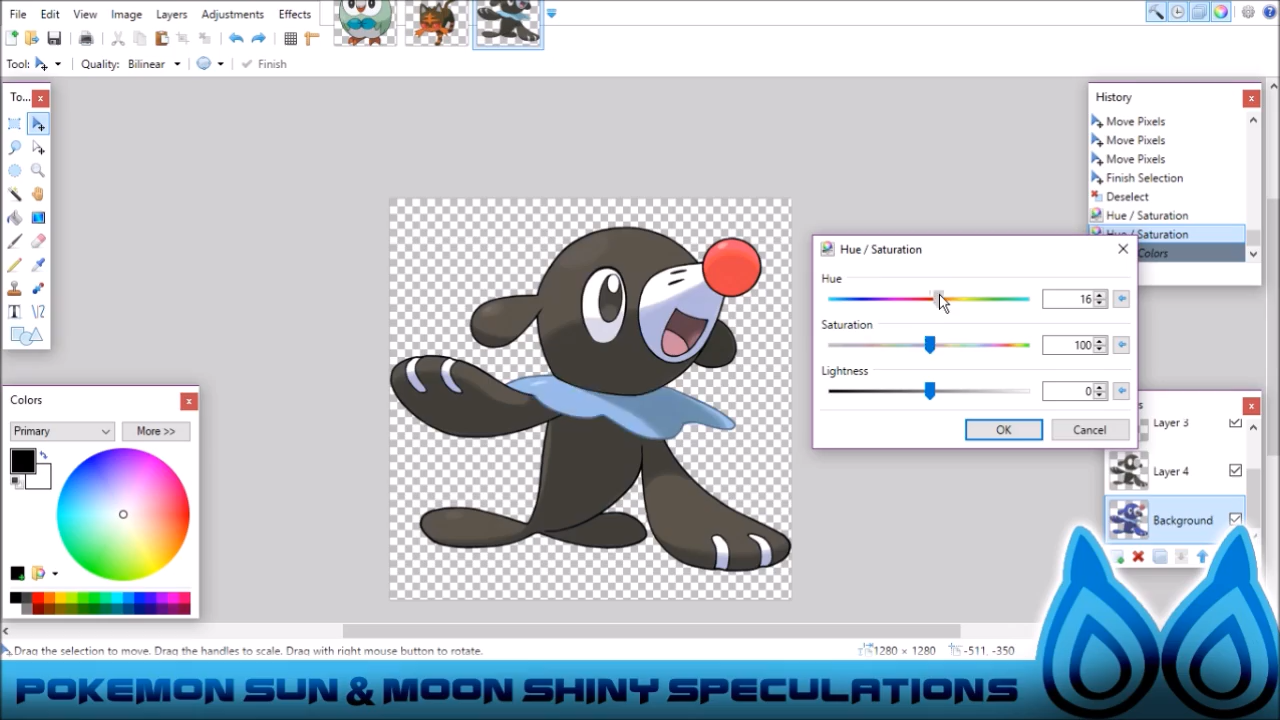 File Edit View Image Layers Adjustments Effects
Tool: Quality: Bilinear Finish
To...
History
Move Pixels
Move Pixels
Move Pixels
Finish Selection
Deselect
Hue / Saturation
Hue / Saturation
Colors
Hue / Saturation
Hue
16
Saturation
100
Lightness
0
OK Cancel
Layer 3
Layer 4
Background
Colors
Primary More >>
Drag the selection to move. Drag the handles to scale. Drag with right mouse button to rotate. 1280 × 1280 -511, -350
POKEMON SUN & MOON SHINY SPECULATIONS